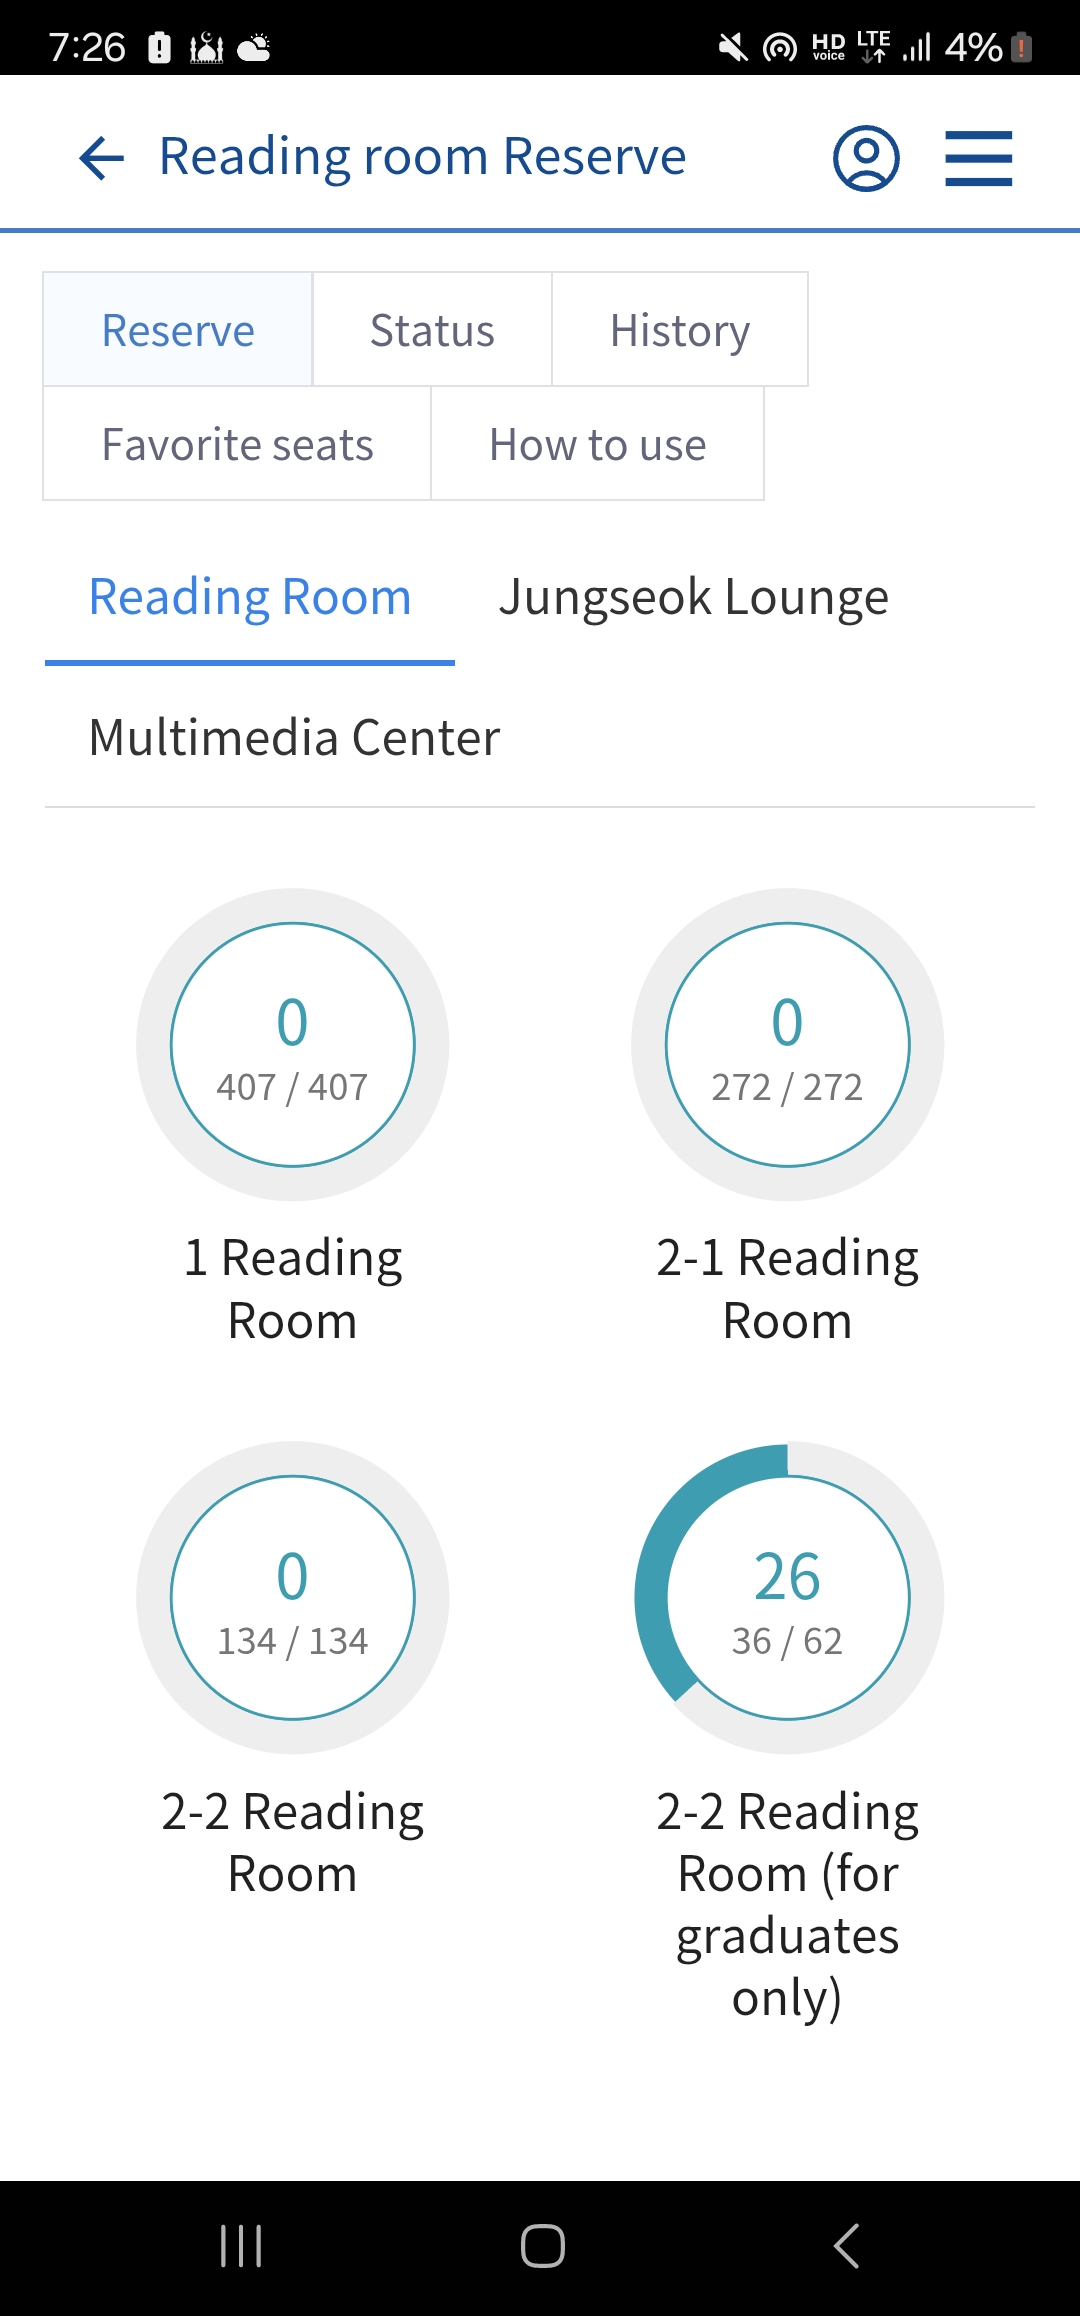 7:26
HD voice LTE 4%
Reading room Reserve
Reserve Status History
Favorite seats How to use
Reading Room Jungseok Lounge
Multimedia Center
0
407 / 407
1 Reading
Room
0
272 / 272
2-1 Reading
Room
0
134 / 134
2-2 Reading
Room
26
36 / 62
2-2 Reading
Room (for
graduates
only)